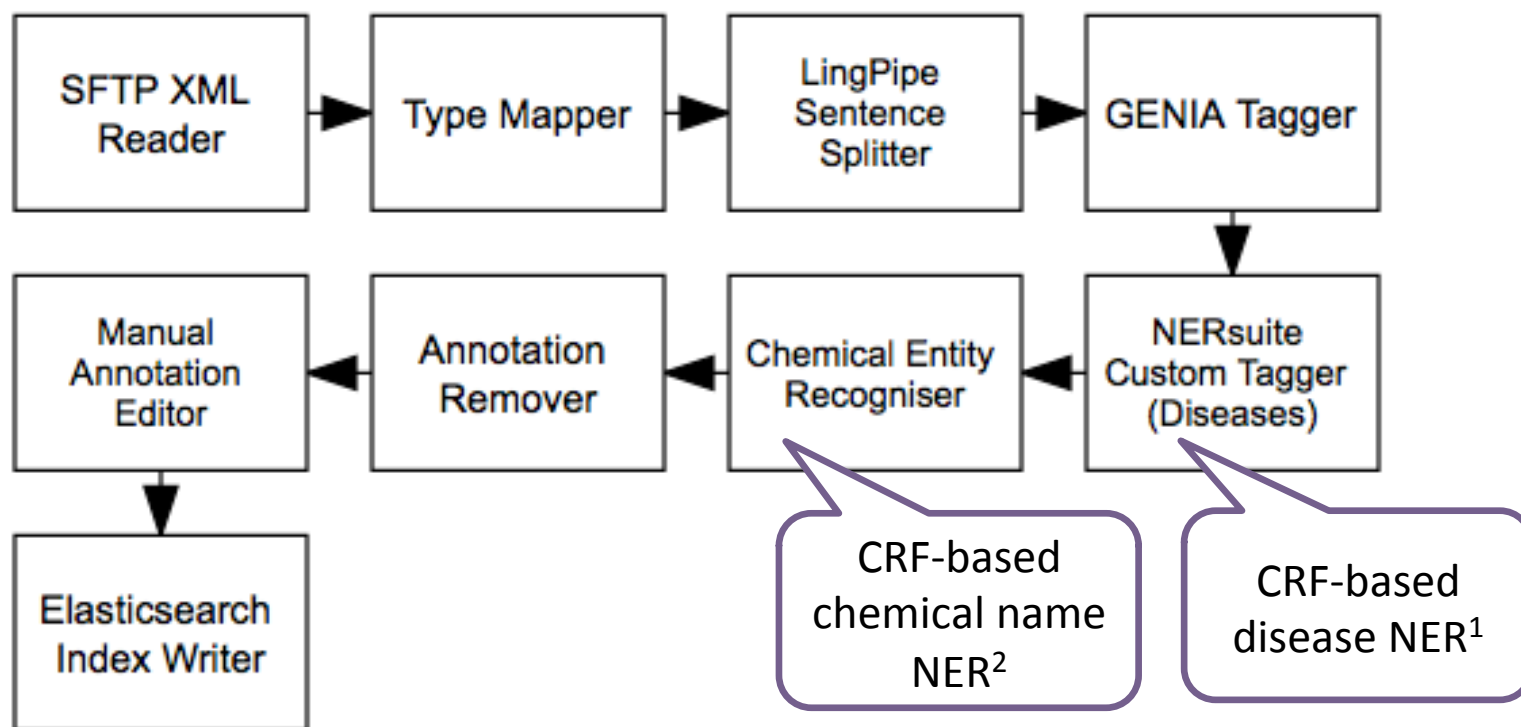 SFTP XML
Reader
Type Mapper
LingPipe
Sentence
Splitter
GENIA Tagger
Manual
Annotation
Editor
Annotation
Remover
Chemical Entity
Recogniser
NERsuite
Custom Tagger
(Diseases)
Elasticsearch
Index Writer
CRF-based
chemical name
NER²
CRF-based
disease NER¹